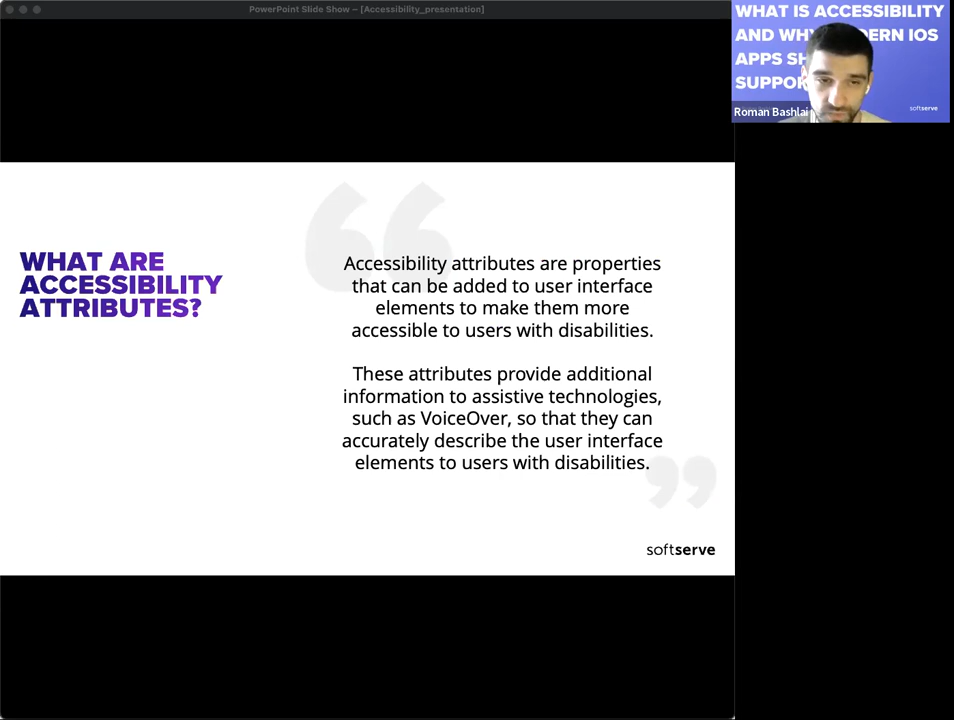 PowerPoint Slide Show – [Accessibility_presentation]
WHAT IS ACCESSIBILITY
AND WHY MODERN IOS
APPS SH
SUPPOR
Roman Bashlai
softserve
WHAT ARE
ACCESSIBILITY
ATTRIBUTES?
Accessibility attributes are properties
that can be added to user interface
elements to make them more
accessible to users with disabilities.
These attributes provide additional
information to assistive technologies,
such as VoiceOver, so that they can
accurately describe the user interface
elements to users with disabilities.
softserve